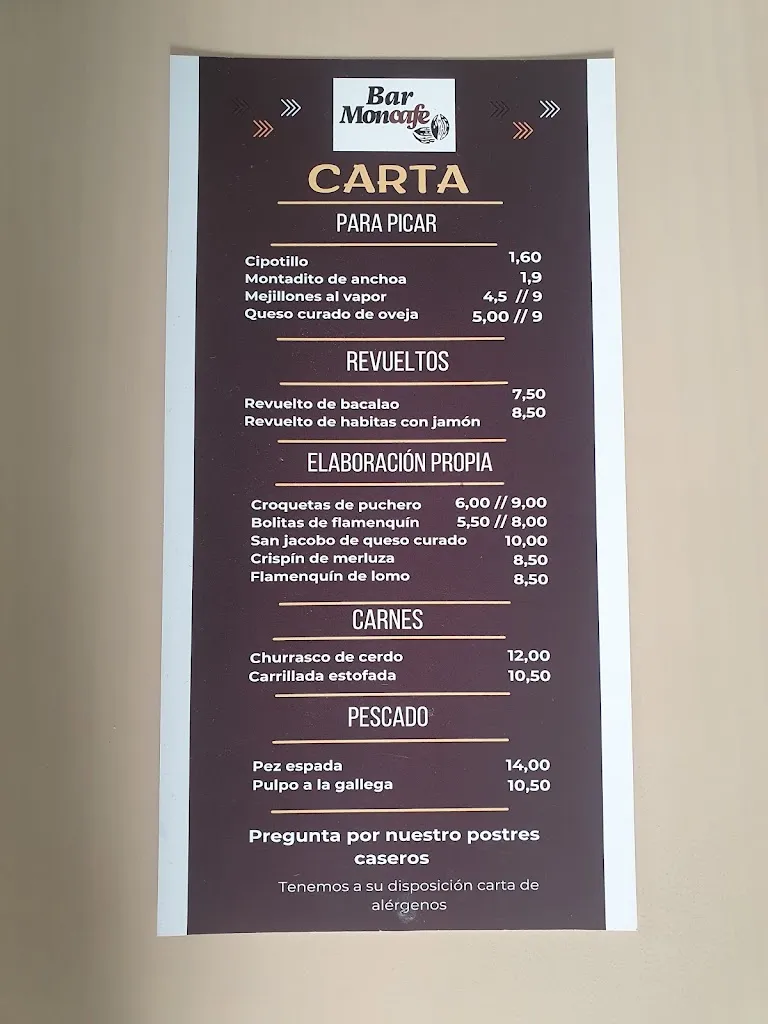 Bar
Moncafe
CARTA
PARA PICAR
Cipotillo 1,60
Montadito de anchoa 1,9
Mejillones al vapor 4,5 // 9
Queso curado de oveja 5,00 // 9
REVUELTOS
Revuelto de bacalao 7,50
Revuelto de habitas con jamón 8,50
ELABORACIÓN PROPIA
Croquetas de puchero 6,00 // 9,00
Bolitas de flamenquín 5,50 // 8,00
San jacobo de queso curado 10,00
Crispín de merluza 8,50
Flamenquín de lomo 8,50
CARNES
Churrasco de cerdo 12,00
Carrillada estofada 10,50
PESCADO
Pez espada 14,00
Pulpo a la gallega 10,50
Pregunta por nuestro postres
caseros
Tenemos a su disposición carta de
alérgenos